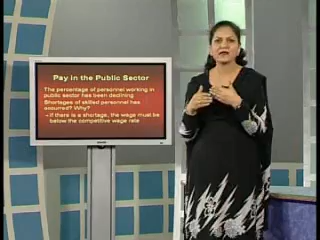 Pay in the Public Sector
The percentage of personnel working in
public sector has been declining
Shortages of skilled personnel has
occurred? Why?
– if there is a shortage, the wage must be
below the competitive wage rate